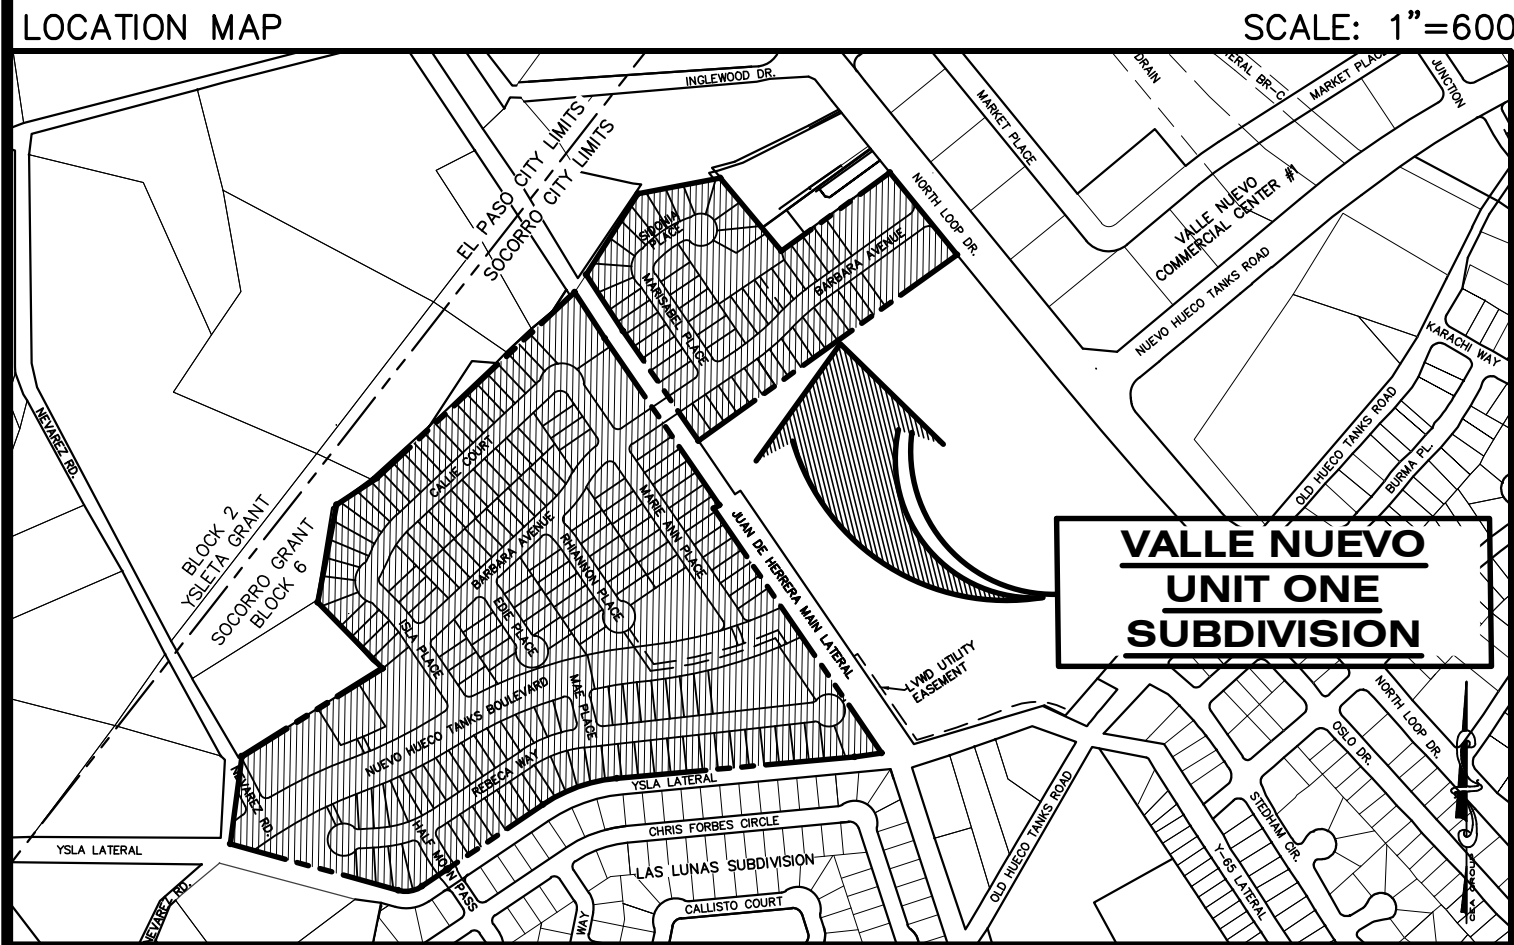 LOCATION MAP
SCALE: 1"=600
INGLEWOOD DR.
DRAIN
BR-C
MARKET PLACE
JUNCTION
MARKET PLACE
EL PASO CITY LIMITS
SOCORRO CITY LIMITS
NORTH LOOP DR.
VALLE NUEVO
COMMERCIAL CENTER #1
SIDONIA
PLACE
MARISABEL PLACE
BARBARA AVENUE
NUEVO HUECO TANKS ROAD
KARACHI WAY
NEVAREZ RD.
CALLIE COURT
OLD HUECO TANKS ROAD
BURMA PL.
BLOCK 2
YSLETA GRANT
SOCORRO GRANT
BLOCK 6
BARBARA AVENUE
RHIANNON PLACE
MARIE ANN PLACE
JUAN DE HERRERA MAIN LATERAL
EDIE PLACE
ISLA PLACE
VALLE NUEVO
UNIT ONE
SUBDIVISION
LVWD UTILITY
EASEMENT
NUEVO HUECO TANKS BOULEVARD
MAE PLACE
REBECA WAY
NORTH LOOP DR.
OSLO DR.
NEVAREZ RD.
YSLA LATERAL
YSLA LATERAL
CHRIS FORBES CIRCLE
HALF MOON PASS
LAS LUNAS SUBDIVISION
CALLISTO COURT
WAY
OLD HUECO TANKS ROAD
STEDHAM CIR.
Y-65 LATERAL
NEVAREZ RD.
CEA GROUP